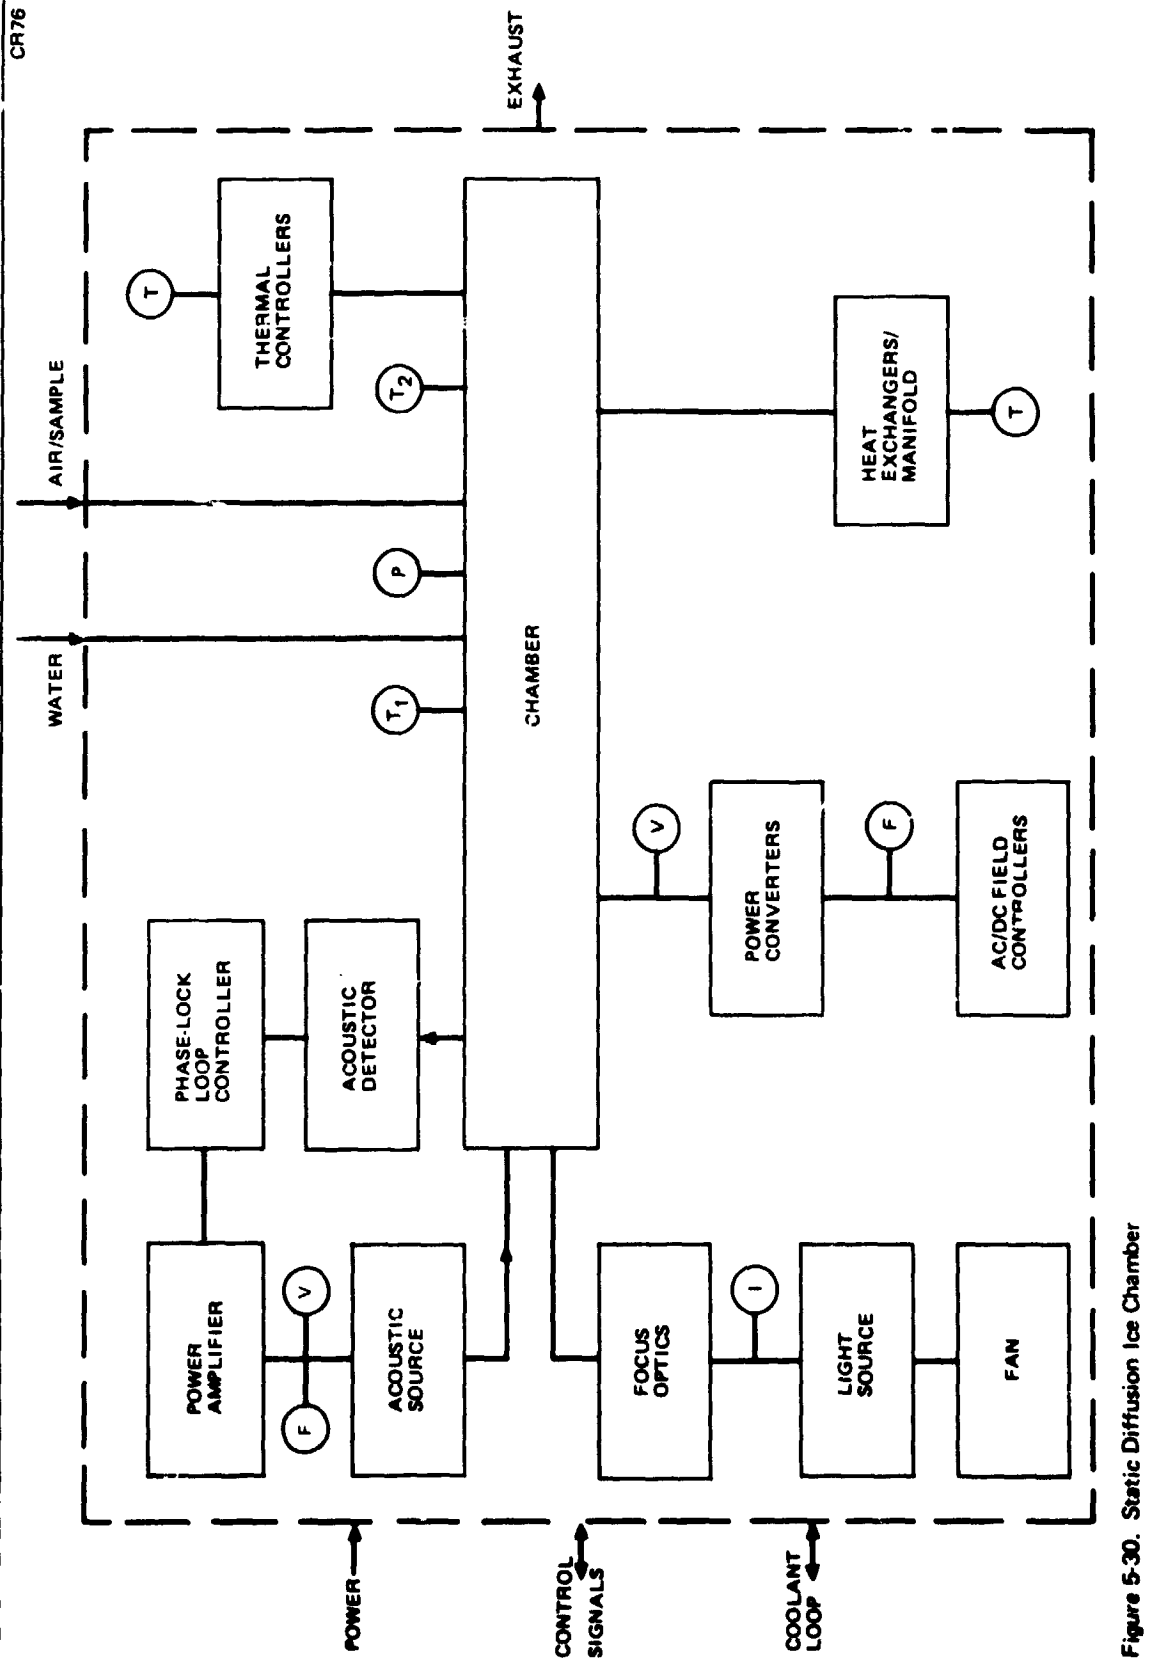 CR76
WATER
AIR/SAMPLE
EXHAUST
POWER
CONTROL
SIGNALS
COOLANT
LOOP
POWER
AMPLIFIER
PHASE-LOCK
LOOP
CONTROLLER
F
V
ACOUSTIC
SOURCE
ACOUSTIC
DETECTOR
T1
P
T2
T
THERMAL
CONTROLLERS
CHAMBER
FOCUS
OPTICS
I
LIGHT
SOURCE
FAN
V
POWER
CONVERTERS
F
AC/DC FIELD
CONTROLLERS
HEAT
EXCHANGERS/
MANIFOLD
T
Figure 5-30. Static Diffusion Ice Chamber